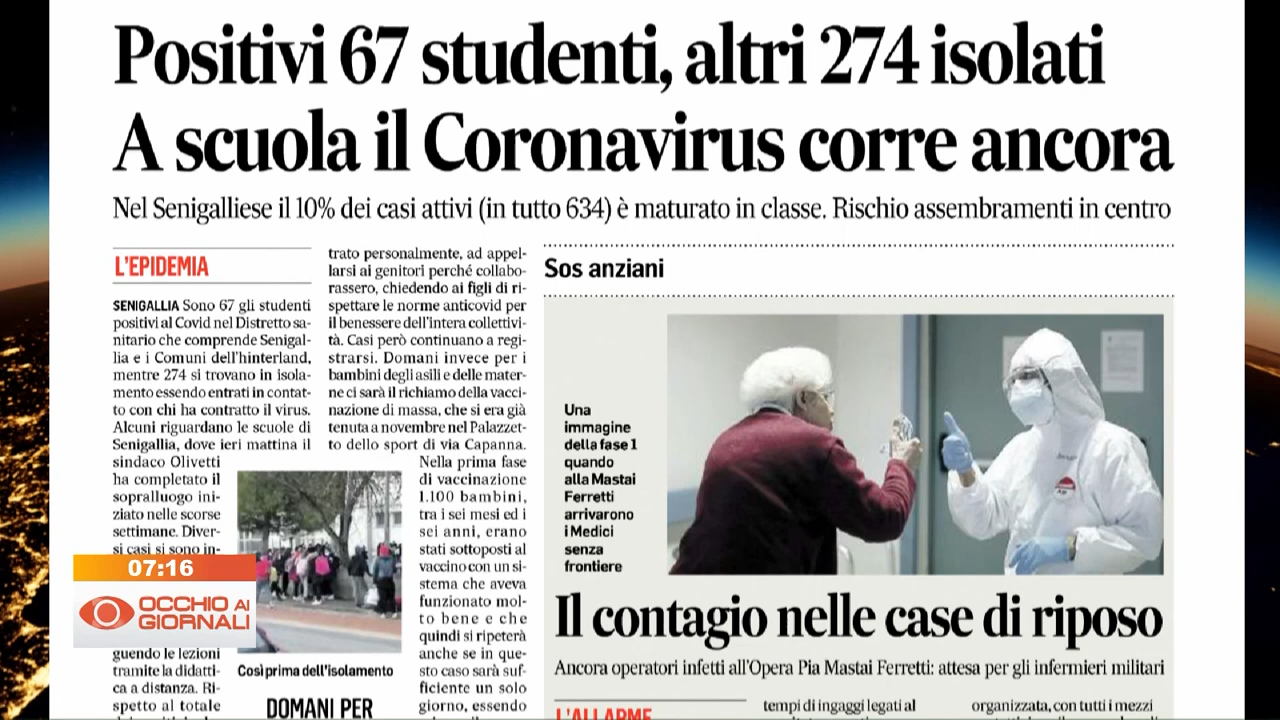 Positivi 67 studenti, altri 274 isolati
A scuola il Coronavirus corre ancora
Nel Senigalliese il 10% dei casi attivi (in tutto 634) è maturato in classe. Rischio assembramenti in centro
L'EPIDEMIA
SENIGALLIA Sono 67 gli studenti
positivi al Covid nel Distretto sa-
nitario che comprende Senigal-
lia e i Comuni dell'hinterland,
mentre 274 si trovano in isola-
mento essendo entrati in contat-
to con chi ha contratto il virus.
Alcuni riguardano le scuole di
Senigallia, dove ieri mattina il
sindaco Olivetti
ha completato il
sopralluogo ini-
ziato nelle scorse
settimane. Diver-
si casi si sono in-
guendo le lezioni
tramite la didatti-
ca a distanza. Ri-
spetto al totale
trato personalmente, ad appel-
larsi ai genitori perché collabo-
rassero, chiedendo ai figli di ri-
spettare le norme anticovid per
il benessere dell'intera collettivi-
tà. Casi però continuano a regi-
strarsi. Domani invece per i
bambini degli asili e delle mater-
ne ci sarà il richiamo della vacci-
nazione di massa, che si era già
tenuta a novembre nel Palazzet-
to dello sport di via Capanna.
Nella prima fase
di vaccinazione
1.100 bambini,
tra i sei mesi ed i
sei anni, erano
stati sottoposti al
vaccino con un si-
stema che aveva
funzionato mol-
to bene e che
quindi si ripeterà
anche se in que-
sto caso sarà suf-
ficiente un solo
giorno, essendo
Così prima dell'isolamento
DOMANI PER
Sos anziani
Una
immagine
della fase 1
quando
alla Mastai
Ferretti
arrivarono
i Medici
senza
frontiere
Il contagio nelle case di riposo
Ancora operatori infetti all'Opera Pia Mastai Ferretti: attesa per gli infermieri militari
L'ALLARME
tempi di ingaggi legati al
organizzata, con tutti i mezzi
07:16
OCCHIO AI
GIORNALI